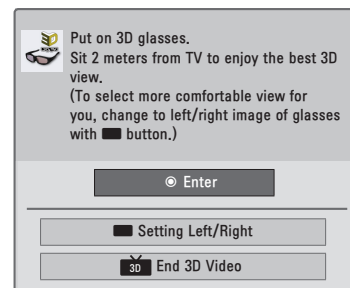 3D
Put on 3D glasses.
Sit 2 meters from TV to enjoy the best 3D
view.
(To select more comfortable view for
you, change to left/right image of glasses
with button.)
Enter
Setting Left/Right
3D End 3D Video